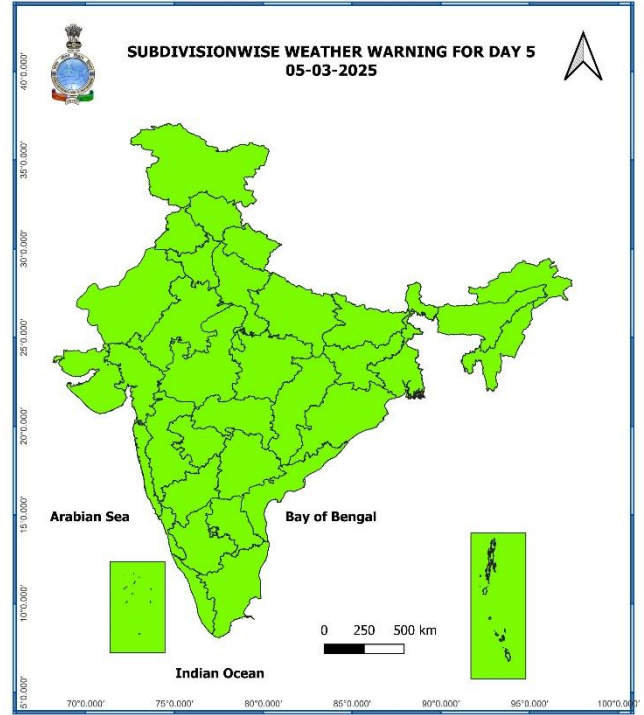 SUBDIVISIONWISE WEATHER WARNING FOR DAY 5
05-03-2025
40°0.000'
35°0.000'
30°0.000'
25°0.000'
20°0.000'
15°0.000'
10°0.000'
5°0.000'
Arabian Sea
Bay of Bengal
0 250 500 km
Indian Ocean
70°0.000' 75°0.000' 80°0.000' 85°0.000' 90°0.000' 95°0.000' 100°0.000'